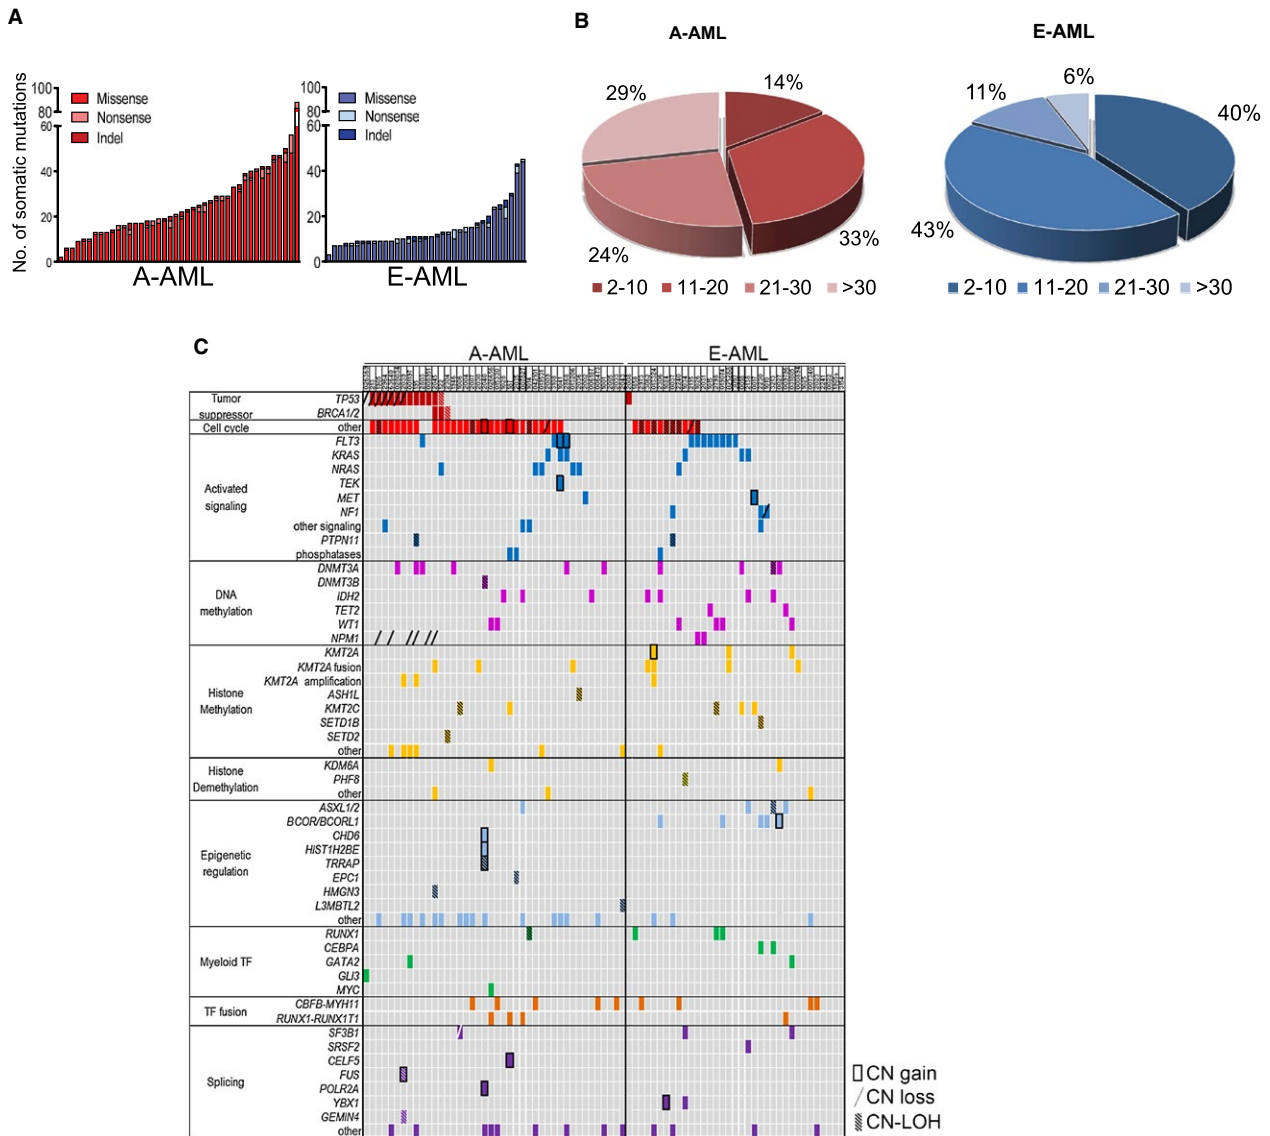 A
No. of somatic mutations
100
80
60
40
20
0
Missense
Nonsense
Indel
A-AML
100
80
60
40
20
0
Missense
Nonsense
Indel
E-AML
B
A-AML
29%
14%
33%
24%
2-10 11-20 21-30 >30
E-AML
11%
6%
40%
43%
2-10 11-20 21-30 >30
C
A-AML E-AML
Tumor suppressor
TP53
BRCA1/2
Cell cycle
other
Activated signaling
FLT3
KRAS
NRAS
TEK
MET
NF1
other signaling
PTPN11
phosphatases
DNA methylation
DNMT3A
DNMT3B
IDH2
TET2
WT1
NPM1
Histone Methylation
KMT2A
KMT2A fusion
KMT2A amplification
ASH1L
KMT2C
SETD1B
SETD2
other
Histone Demethylation
KDM6A
PHF8
other
Epigenetic regulation
ASXL1/2
BCOR/BCORL1
CHD6
HiST1H2BE
TRRAP
EPC1
HMGN3
L3MBTL2
other
Myeloid TF
RUNX1
CEBPA
GATA2
GLI3
MYC
TF fusion
CBFB-MYH11
RUNX1-RUNX1T1
Splicing
SF3B1
SRSF2
CELF5
FUS
POLR2A
YBX1
GEMIN4
other
CN gain
CN loss
CN-LOH